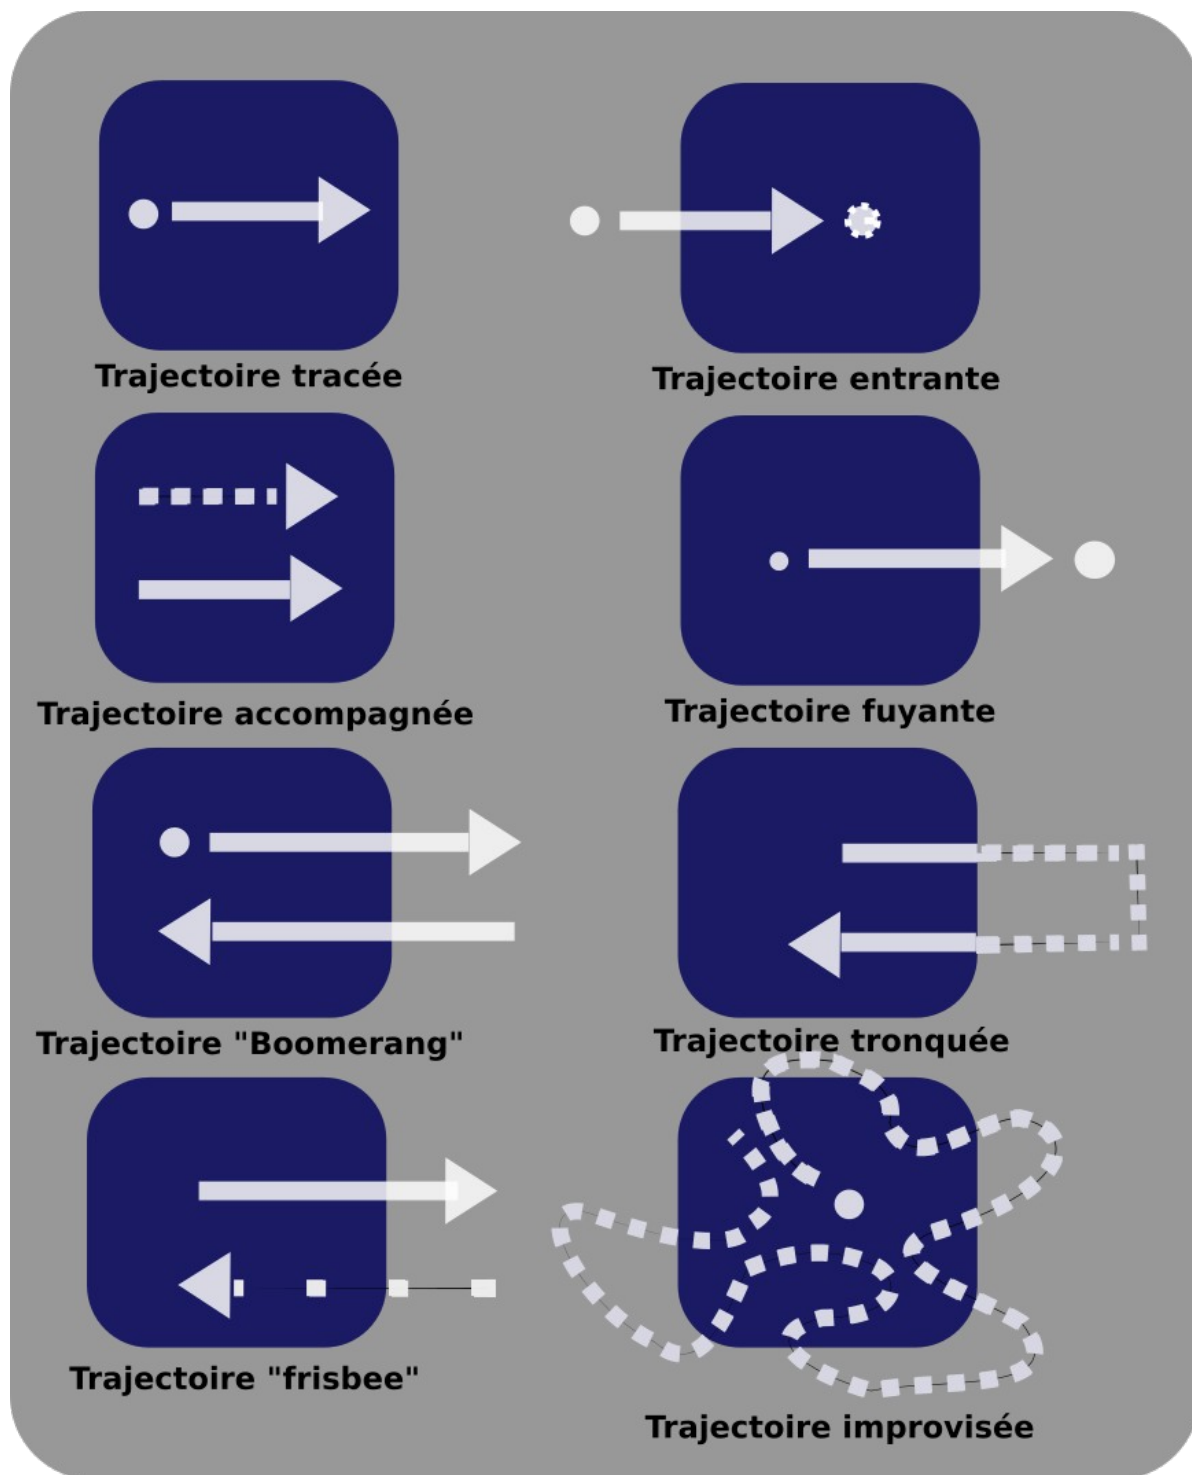 Trajectoire tracée
Trajectoire entrante
Trajectoire accompagnée
Trajectoire fuyante
Trajectoire "Boomerang"
Trajectoire tronquée
Trajectoire "frisbee"
Trajectoire improvisée